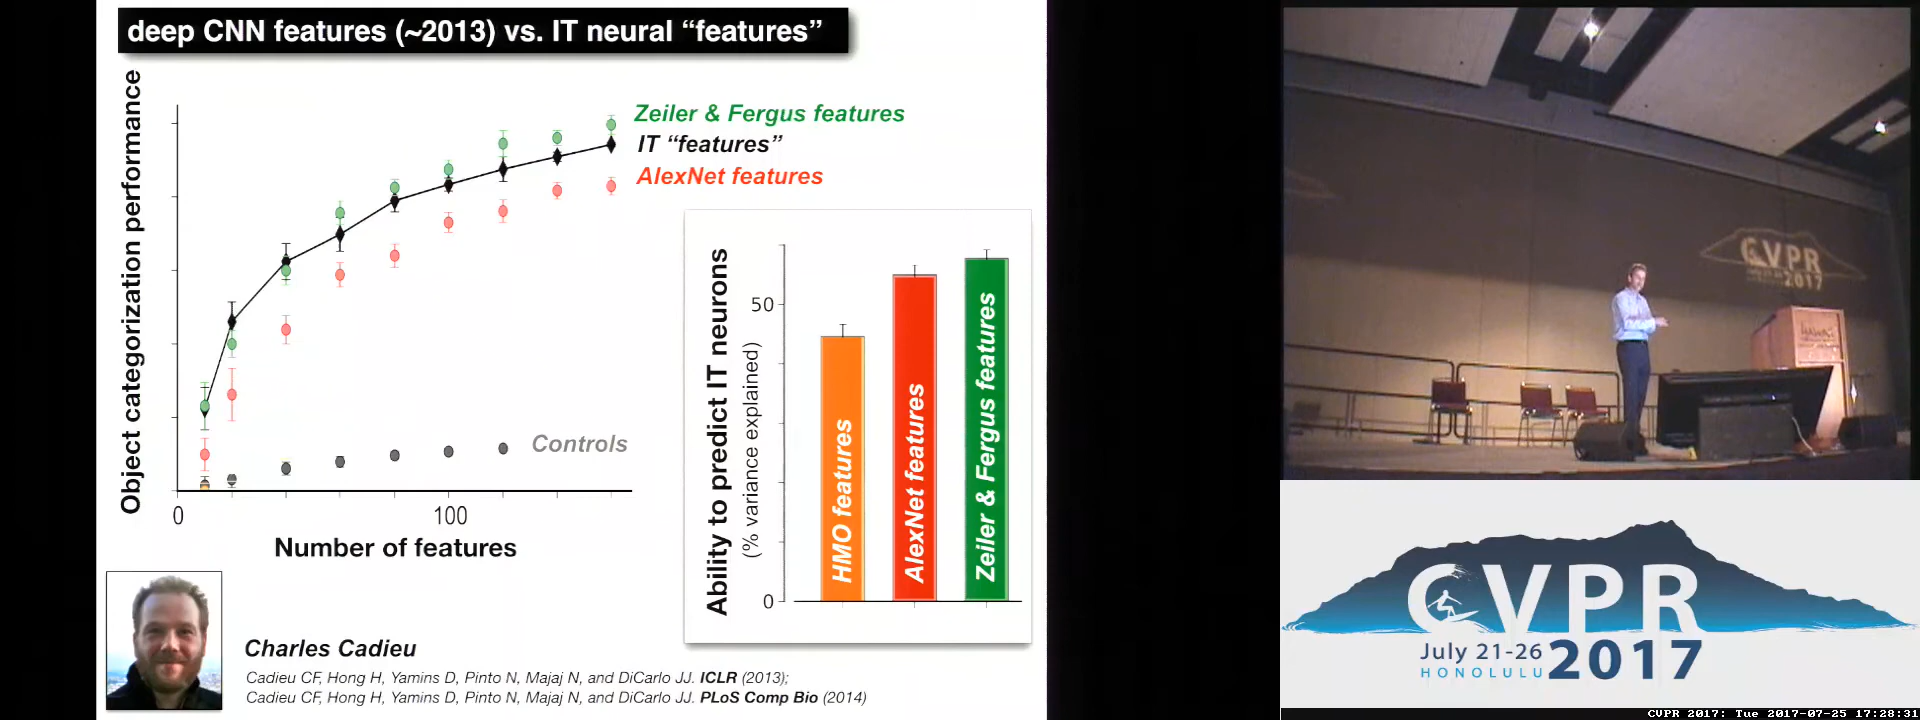 deep CNN features (~2013) vs. IT neural “features”
Object categorization performance
Zeiler & Fergus features
IT “features”
AlexNet features
Controls
0
100
Number of features
Ability to predict IT neurons
(% variance explained)
50
0
HMO features
AlexNet features
Zeiler & Fergus features
Charles Cadieu
Cadieu CF, Hong H, Yamins D, Pinto N, Majaj N, and DiCarlo JJ. ICLR (2013);
Cadieu CF, Hong H, Yamins D, Pinto N, Majaj N, and DiCarlo JJ. PLoS Comp Bio (2014)
CVPR
2017
CVPR
July 21-26
HONOLULU
2017
CVPR 2017: Tue 2017-07-25 17:28:31